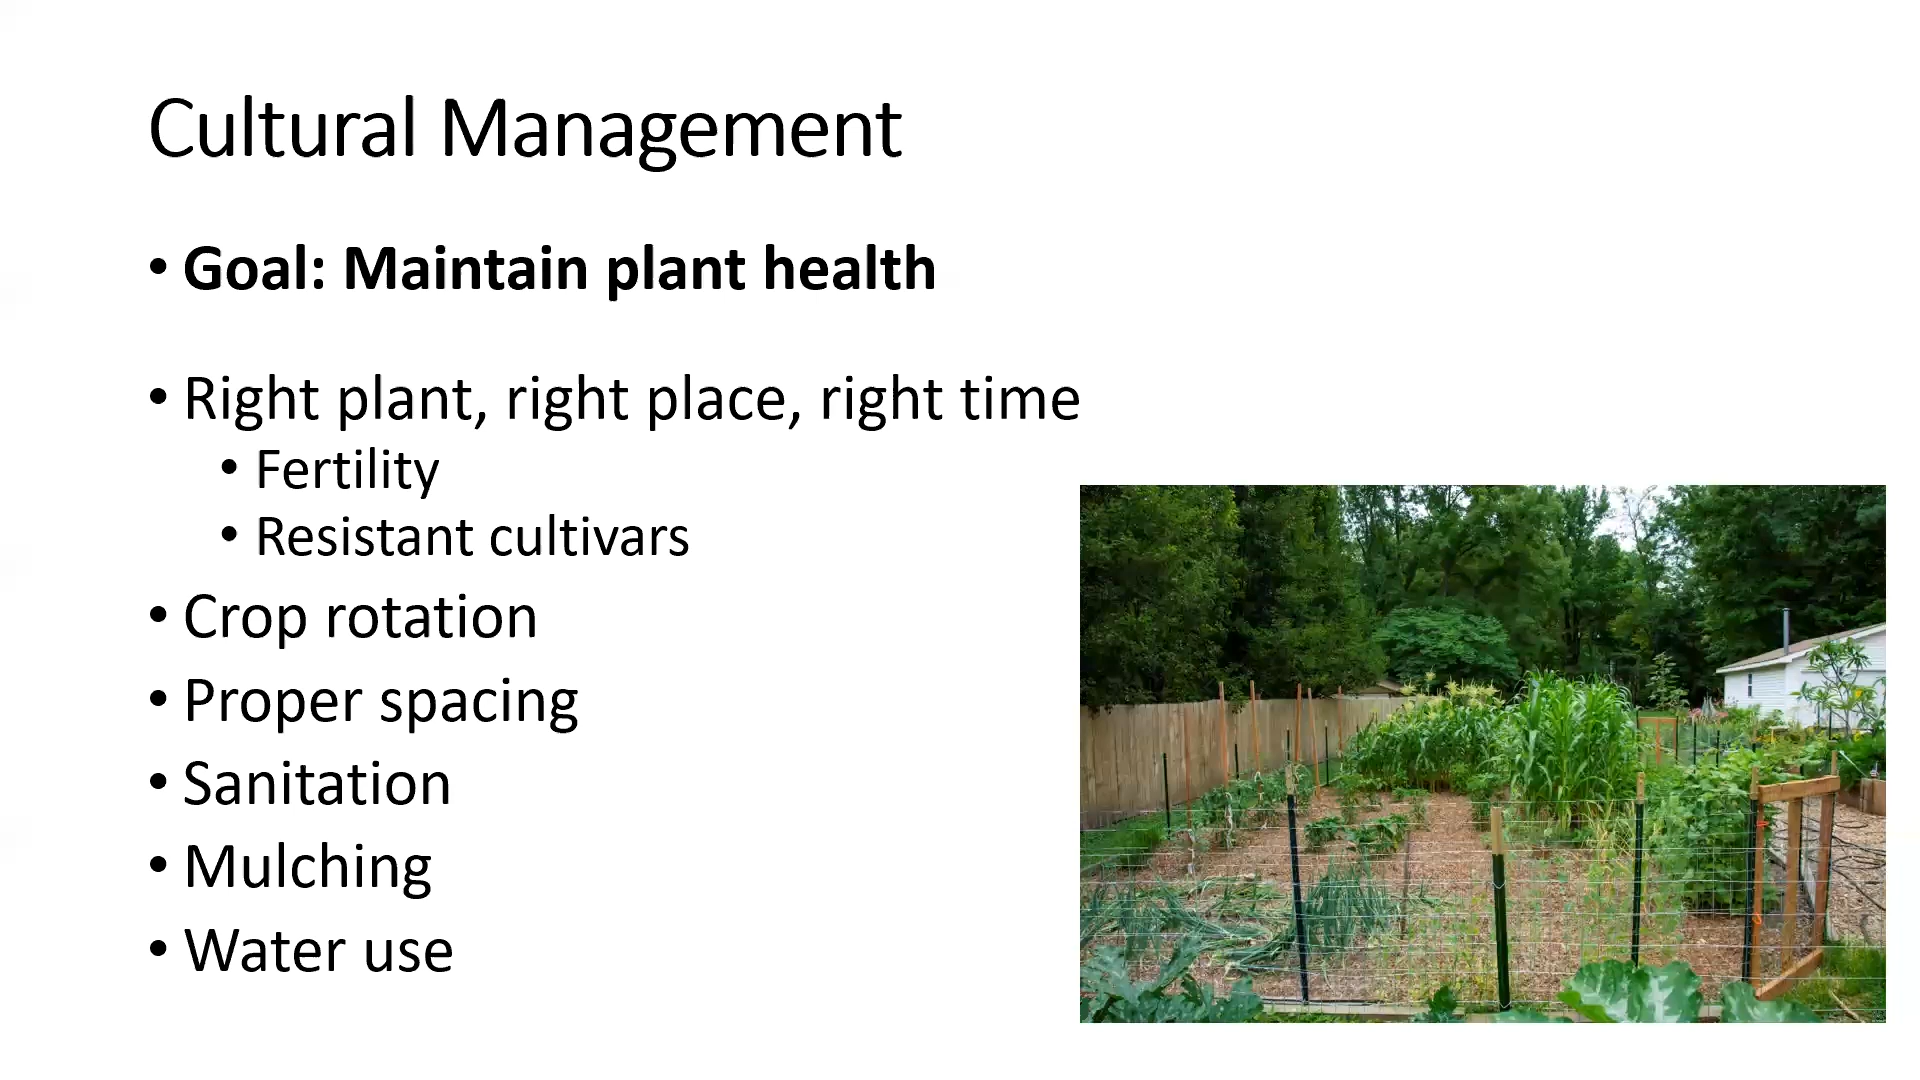 Cultural Management
• Goal: Maintain plant health
• Right plant, right place, right time
• Fertility
• Resistant cultivars
• Crop rotation
• Proper spacing
• Sanitation
• Mulching
• Water use